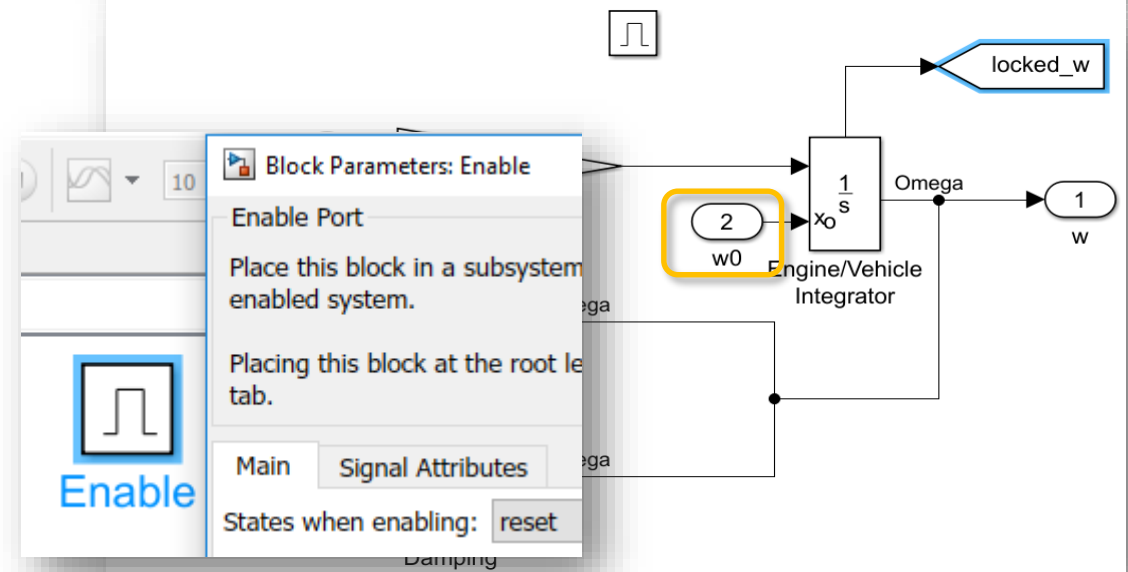 locked_w
10
Block Parameters: Enable
Enable Port
Place this block in a subsystem
enabled system.
Placing this block at the root le
tab.
Main
Signal Attributes
States when enabling:
reset
Enable
1
s
xo
Omega
2
w0
1
w
Engine/Vehicle
Integrator
ega
ega
Damping